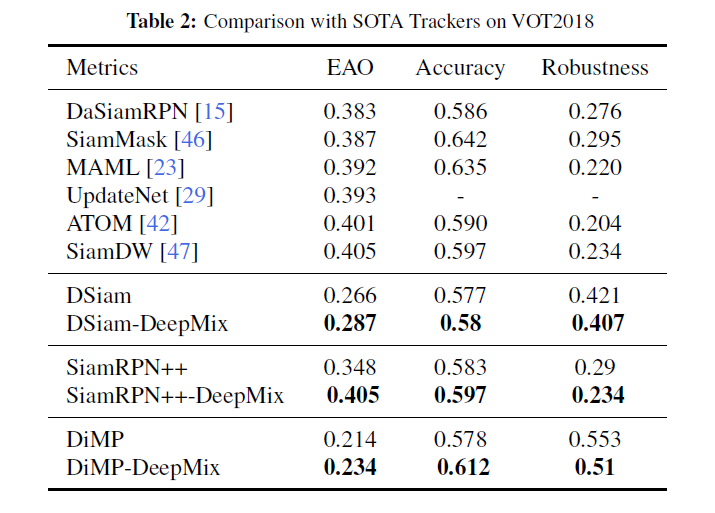 Table 2: Comparison with SOTA Trackers on VOT2018
Metrics EAO Accuracy Robustness
DaSiamRPN [15] 0.383 0.586 0.276
SiamMask [46] 0.387 0.642 0.295
MAML [23] 0.392 0.635 0.220
UpdateNet [29] 0.393 - -
ATOM [42] 0.401 0.590 0.204
SiamDW [47] 0.405 0.597 0.234
DSiam 0.266 0.577 0.421
DSiam-DeepMix 0.287 0.58 0.407
SiamRPN++ 0.348 0.583 0.29
SiamRPN++-DeepMix 0.405 0.597 0.234
DiMP 0.214 0.578 0.553
DiMP-DeepMix 0.234 0.612 0.51